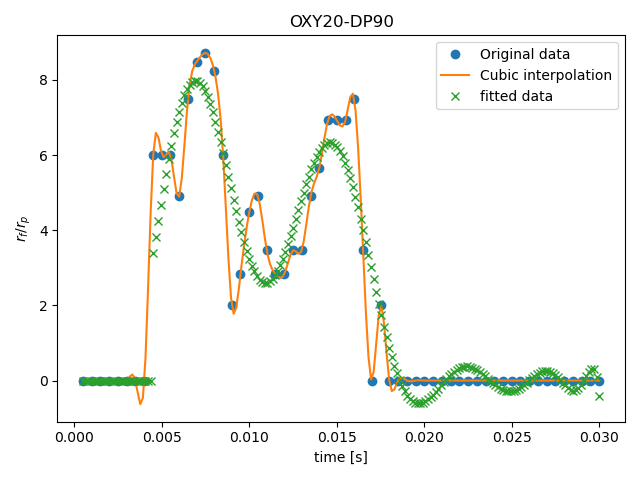 OXY20-DP90
Original data
Cubic interpolation
fitted data
r_f/r_p
8
6
4
2
0
0.000 0.005 0.010 0.015 0.020 0.025 0.030
time [s]